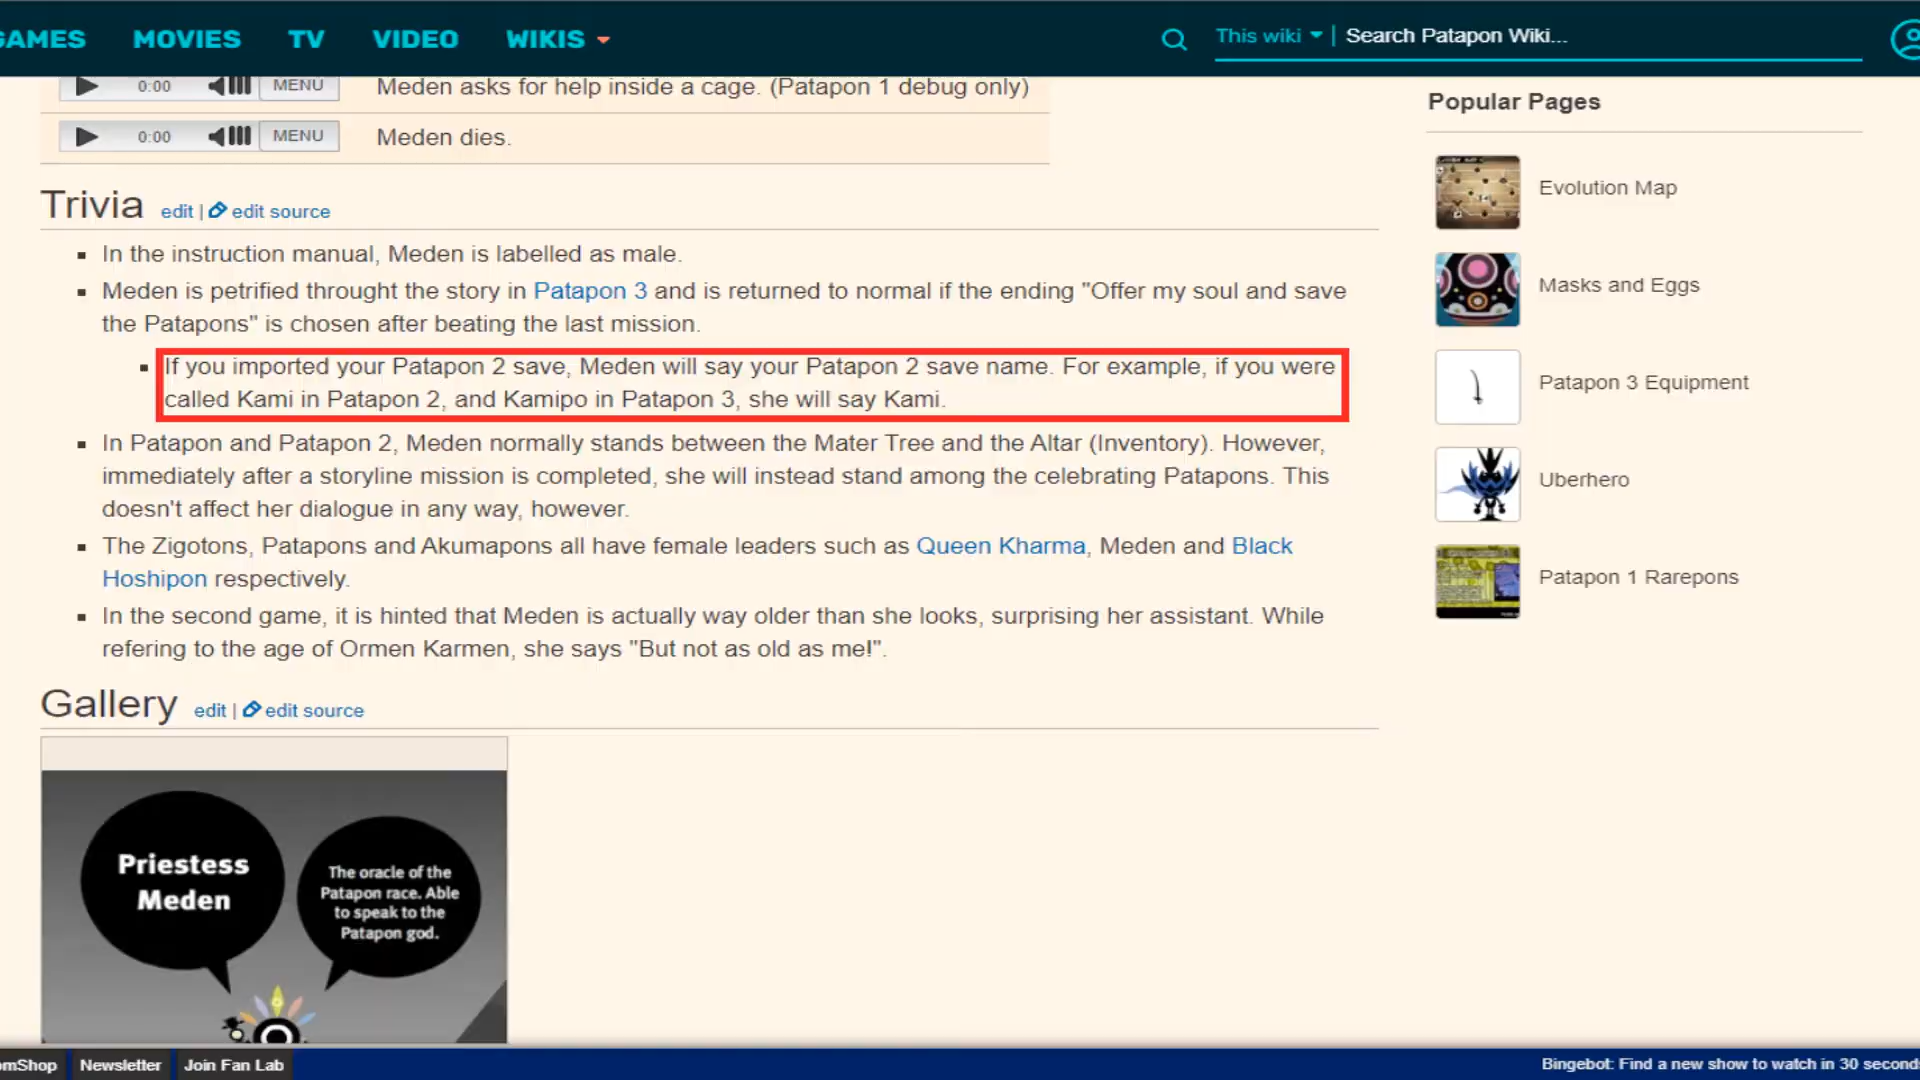 GAMES MOVIES TV VIDEO WIKIS This wiki | Search Patapon Wiki...
0:00 MENU Meden asks for help inside a cage. (Patapon 1 debug only)
0:00 MENU Meden dies.
Trivia edit | edit source
In the instruction manual, Meden is labelled as male.
Meden is petrified throught the story in Patapon 3 and is returned to normal if the ending "Offer my soul and save
the Patapons" is chosen after beating the last mission.
If you imported your Patapon 2 save, Meden will say your Patapon 2 save name. For example, if you were
called Kami in Patapon 2, and Kamipo in Patapon 3, she will say Kami.
In Patapon and Patapon 2, Meden normally stands between the Mater Tree and the Altar (Inventory). However,
immediately after a storyline mission is completed, she will instead stand among the celebrating Patapons. This
doesn't affect her dialogue in any way, however.
The Zigotons, Patapons and Akumapons all have female leaders such as Queen Kharma, Meden and Black
Hoshipon respectively.
In the second game, it is hinted that Meden is actually way older than she looks, surprising her assistant. While
refering to the age of Ormen Karmen, she says "But not as old as me!".
Gallery edit | edit source
Priestess
Meden
The oracle of the
Patapon race. Able
to speak to the
Patapon god.
Popular Pages
Evolution Map
Masks and Eggs
Patapon 3 Equipment
Uberhero
Patapon 1 Rarepons
omShop Newsletter Join Fan Lab Bingebot: Find a new show to watch in 30 second